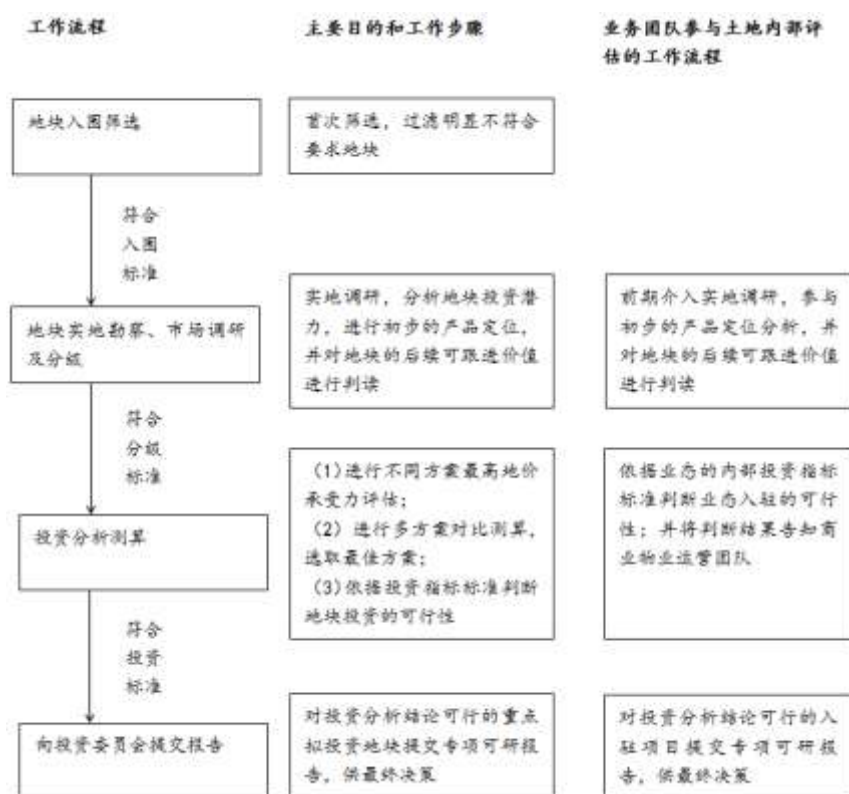 工作流程
主要目的和工作步骤
业务团队参与土地内部评
估的工作流程
地块入围筛选
首次筛选，过滤明显不符合
要求地块
符合
入围
标准
地块实地勘察、市场调研
及分级
实地调研，分析地块投资潜
力，进行初步的产品定位，
并对地块的后续可跟进价值
进行判读
前期介入实地调研，参与
初步的产品定位分析，并
对地块的后续可跟进价值
进行判读
符合
分级
标准
投资分析测算
（1）进行不同方案最高地价
承受力评估；
（2） 进行多方案对比测算，
选取最佳方案；
（3）依据投资指标标准判断
地块投资的可行性
依据业态的内部投资指标
标准判断业态入驻的可行
性；并将判断结果告知商
业物业运营团队
符合
投资
标准
向投资委员会提交报告
对投资分析结论可行的重点
拟投资地块提交专项可研报
告，供最终决策
对投资分析结论可行的入
驻项目提交专项可研报
告，供最终决策